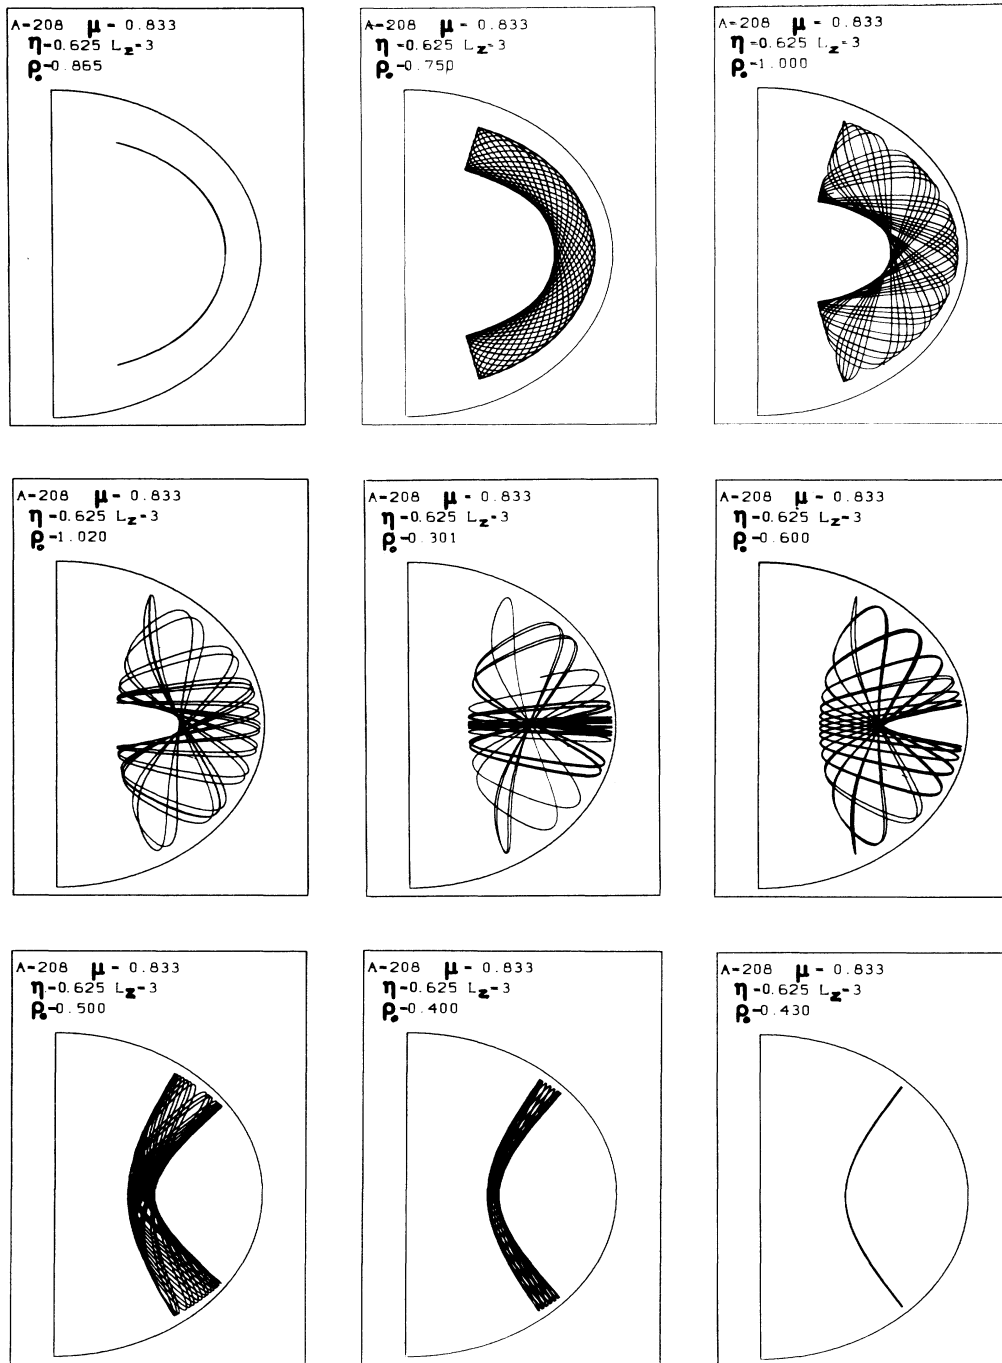 A=208 μ = 0.833
η=0.625 Lz=3
ρ₀=0.865
A=208 μ = 0.833
η=0.625 Lz=3
ρ₀=0.750
A=208 μ = 0.833
η=0.625 Lz=3
ρ₀=1.000
A=208 μ = 0.833
η=0.625 Lz=3
ρ₀=1.020
A=208 μ = 0.833
η=0.625 Lz=3
ρ₀=0.301
A=208 μ = 0.833
η=0.625 Lz=3
ρ₀=0.600
A=208 μ = 0.833
η=0.625 Lz=3
ρ₀=0.500
A=208 μ = 0.833
η=0.625 Lz=3
ρ₀=0.400
A=208 μ = 0.833
η=0.625 Lz=3
ρ₀=0.430